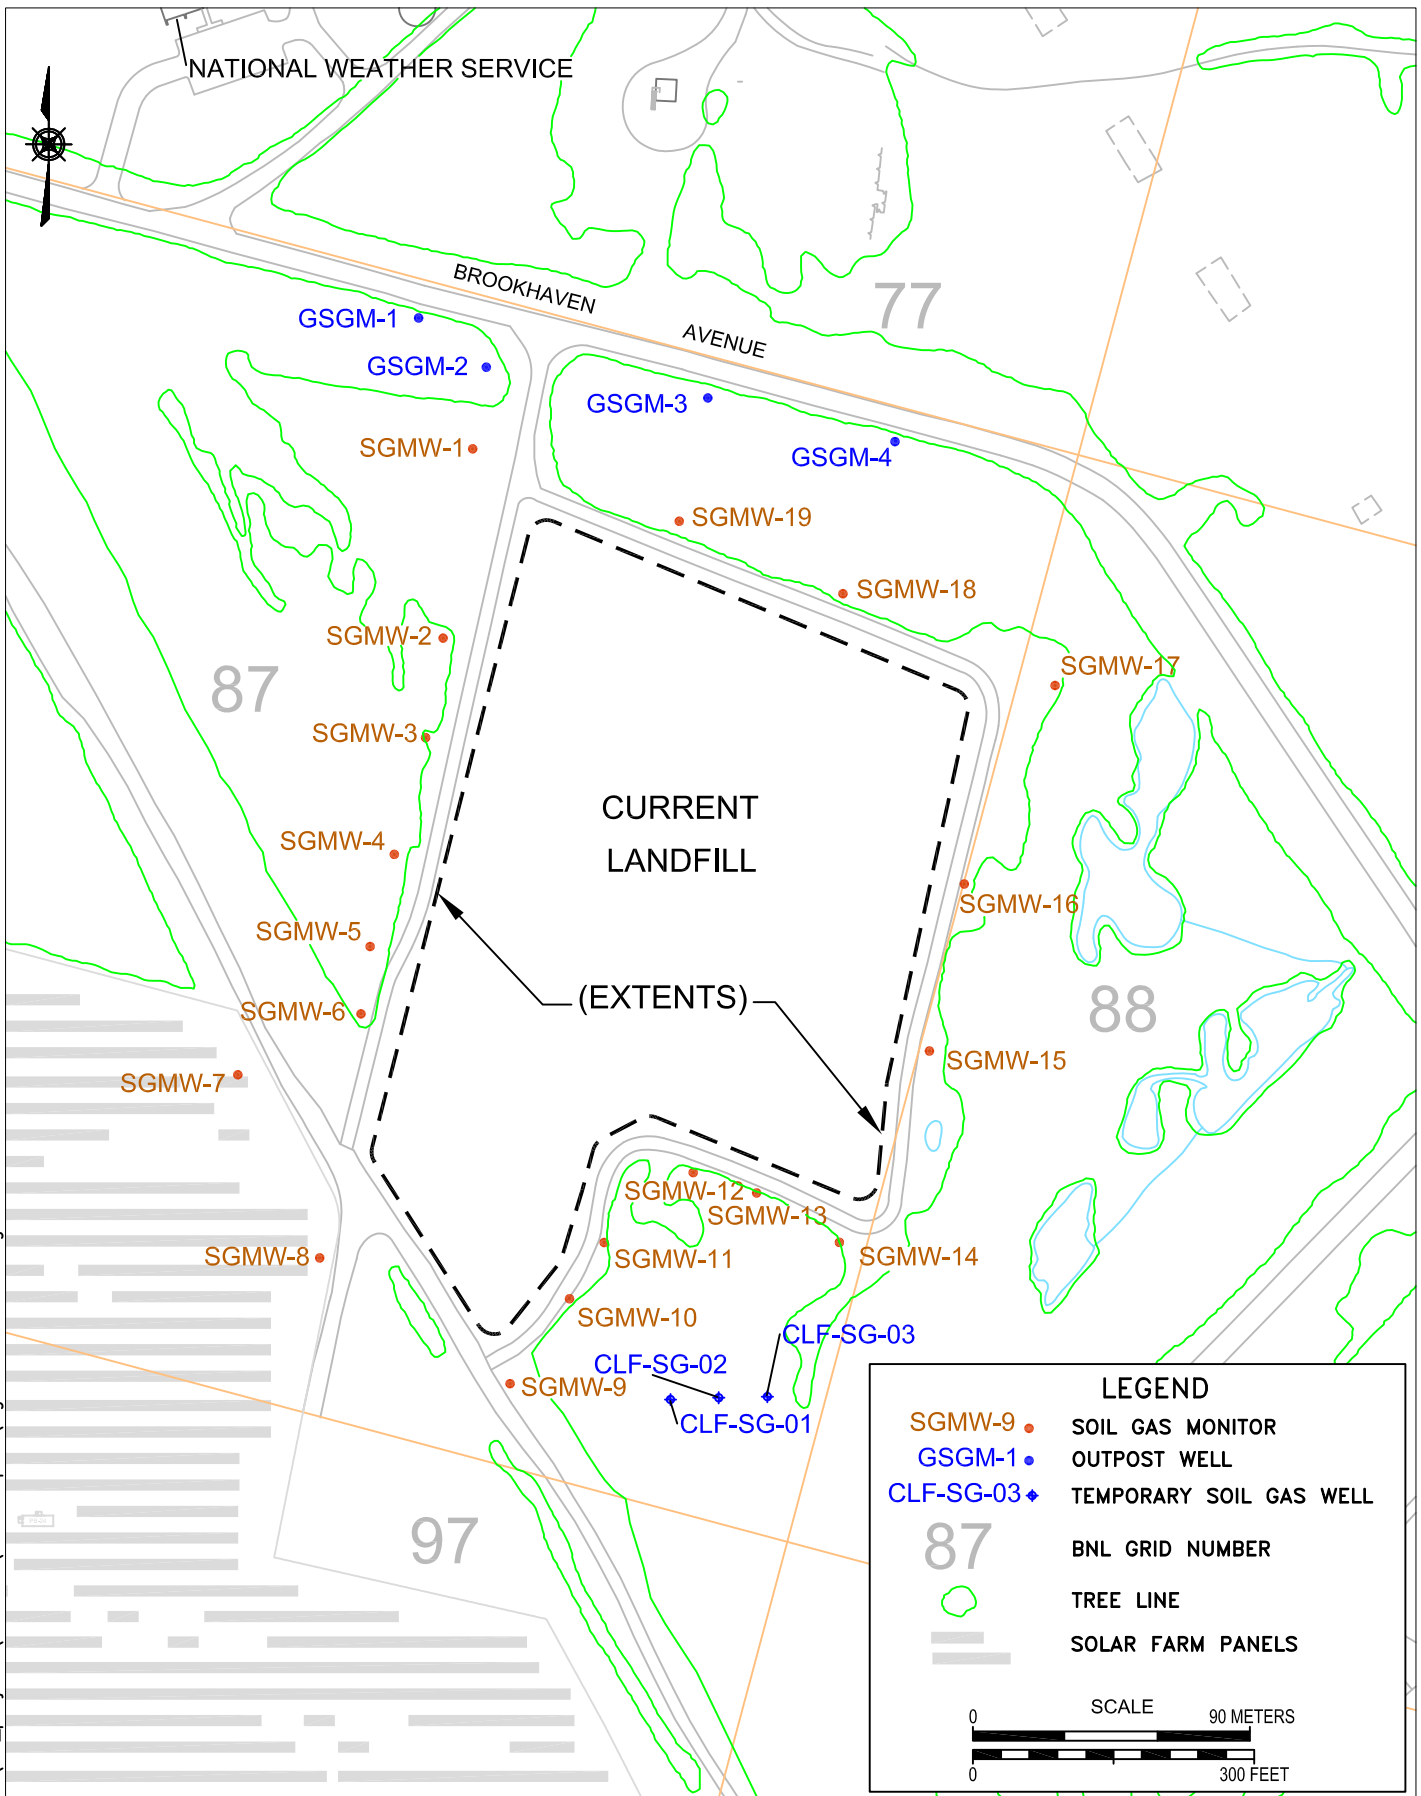 NATIONAL WEATHER SERVICE
BROOKHAVEN AVENUE
77
GSGM-1
GSGM-2
GSGM-3
GSGM-4
SGMW-1
SGMW-19
SGMW-18
SGMW-2
SGMW-17
87
SGMW-3
CURRENT
LANDFILL
SGMW-4
SGMW-16
SGMW-5
(EXTENTS)
88
SGMW-6
SGMW-15
SGMW-7
SGMW-12
SGMW-13
SGMW-8
SGMW-11
SGMW-14
SGMW-10
CLF-SG-03
CLF-SG-02
SGMW-9
CLF-SG-01
97
LEGEND
SGMW-9 SOIL GAS MONITOR
GSGM-1 OUTPOST WELL
CLF-SG-03 TEMPORARY SOIL GAS WELL
87 BNL GRID NUMBER
TREE LINE
SOLAR FARM PANELS
SCALE
0 90 METERS
0 300 FEET